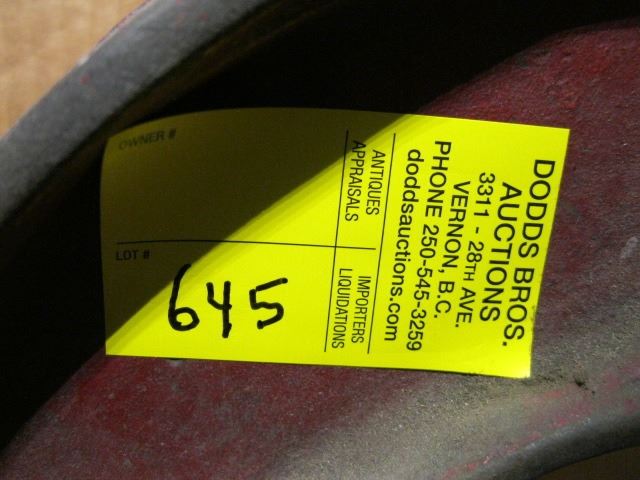 DODDS BROS.
AUCTIONS
3311 - 28TH AVE.
VERNON, B.C.
PHONE 250-545-3259
doddsauctions.com
ANTIQUES
APPRAISALS
IMPORTERS
LIQUIDATIONS
OWNER #
LOT #
645